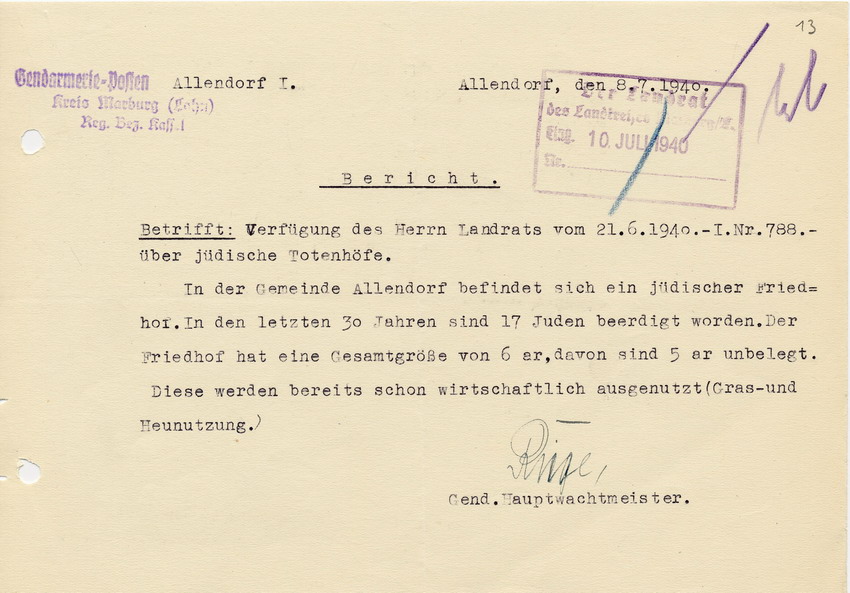 13
Gendarmerie-Posten Allendorf I. Allendorf, den 8.7.1940.
Kreis Marburg (Lahn)
Reg. Bez. Kassel
Der Landrat
des Landkreises
Eing. 10. JULI 1940
Nr.
Bericht.
Betrifft: Verfügung des Herrn Landrats vom 21.6.1940.-I.Nr.788.-
über jüdische Totenhöfe.
In der Gemeinde Allendorf befindet sich ein jüdischer Fried=
hof.In den letzten 30 Jahren sind 17 Juden beerdigt worden.Der
Friedhof hat eine Gesamtgröße von 6 ar,davon sind 5 ar unbelegt.
Diese werden bereits schon wirtschaftlich ausgenutzt(Gras-und
Heunutzung.)
Gend.Hauptwachtmeister.